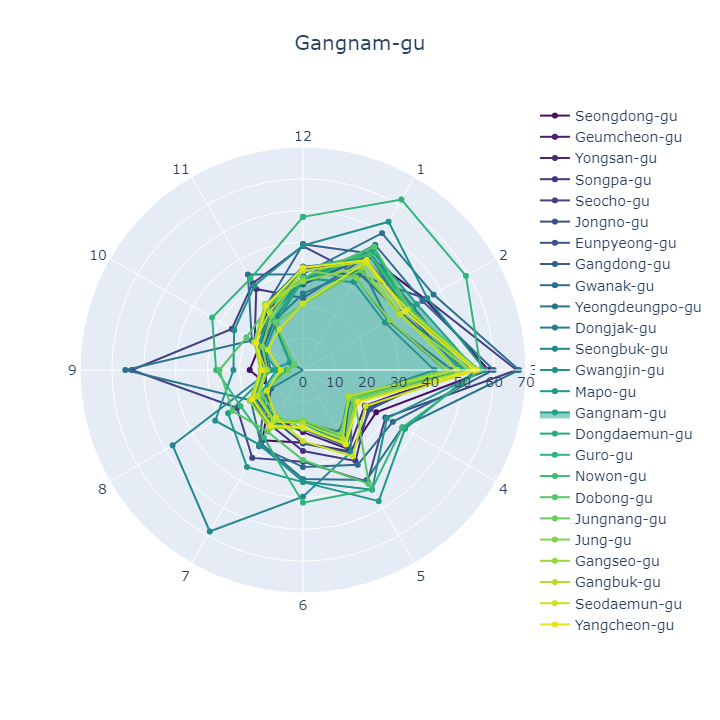 Gangnam-gu
12
11
1
10
2
9
0
10
20
30
40
50
60
70
3
8
4
7
5
6
Seongdong-gu
Geumcheon-gu
Yongsan-gu
Songpa-gu
Seocho-gu
Jongno-gu
Eunpyeong-gu
Gangdong-gu
Gwanak-gu
Yeongdeungpo-gu
Dongjak-gu
Seongbuk-gu
Gwangjin-gu
Mapo-gu
Gangnam-gu
Dongdaemun-gu
Guro-gu
Nowon-gu
Dobong-gu
Jungnang-gu
Jung-gu
Gangseo-gu
Gangbuk-gu
Seodaemun-gu
Yangcheon-gu